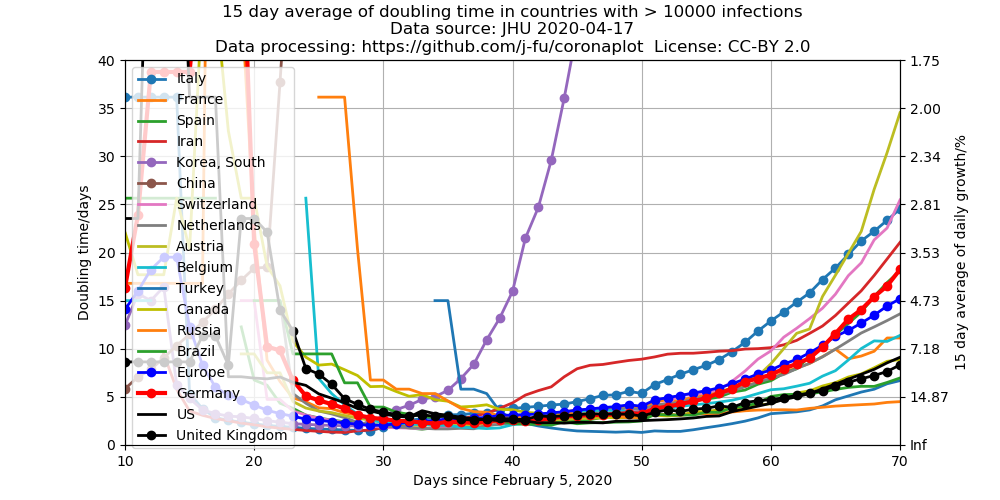 15 day average of doubling time in countries with > 10000 infections
Data source: JHU 2020-04-17
Data processing: https://github.com/j-fu/coronaplot License: CC-BY 2.0
Doubling time/days
40
35
30
25
20
15
10
5
0
Italy
France
Spain
Iran
Korea, South
China
Switzerland
Netherlands
Austria
Belgium
Turkey
Canada
Russia
Brazil
Europe
Germany
US
United Kingdom
1.75
2.00
2.34
2.81
3.53
4.73
7.18
14.87
Inf
15 day average of daily growth/%
10
20
30
40
50
60
70
Days since February 5, 2020